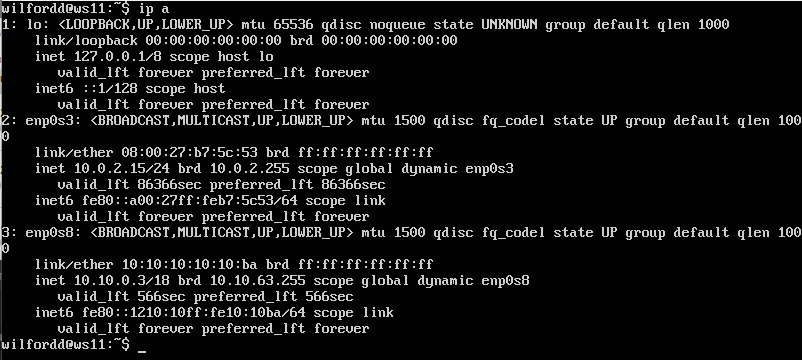 wilfordd@ws11:~$ ip a
1: lo: <LOOPBACK,UP,LOWER_UP> mtu 65536 qdisc noqueue state UNKNOWN group default qlen 1000
    link/loopback 00:00:00:00:00:00 brd 00:00:00:00:00:00
    inet 127.0.0.1/8 scope host lo
       valid_lft forever preferred_lft forever
    inet6 ::1/128 scope host
       valid_lft forever preferred_lft forever
2: enp0s3: <BROADCAST,MULTICAST,UP,LOWER_UP> mtu 1500 qdisc fq_codel state UP group default qlen 100
0
    link/ether 08:00:27:b7:5c:53 brd ff:ff:ff:ff:ff:ff
    inet 10.0.2.15/24 brd 10.0.2.255 scope global dynamic enp0s3
       valid_lft 86366sec preferred_lft 86366sec
    inet6 fe80::a00:27ff:feb7:5c53/64 scope link
       valid_lft forever preferred_lft forever
3: enp0s8: <BROADCAST,MULTICAST,UP,LOWER_UP> mtu 1500 qdisc fq_codel state UP group default qlen 100
0
    link/ether 10:10:10:10:10:ba brd ff:ff:ff:ff:ff:ff
    inet 10.10.0.3/18 brd 10.10.63.255 scope global dynamic enp0s8
       valid_lft 566sec preferred_lft 566sec
    inet6 fe80::1210:10ff:fe10:10ba/64 scope link
       valid_lft forever preferred_lft forever
wilfordd@ws11:~$ _